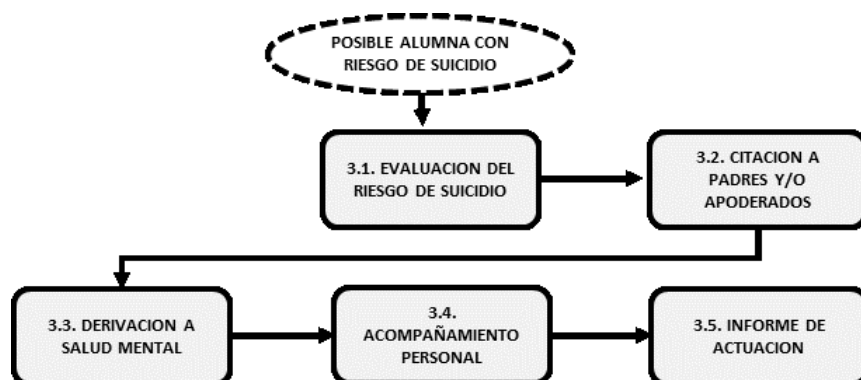 POSIBLE ALUMNA CON
RIESGO DE SUICIDIO
3.1. EVALUACION DEL
RIESGO DE SUICIDIO
3.2. CITACION A
PADRES Y/O
APODERADOS
3.3. DERIVACION A
SALUD MENTAL
3.4.
ACOMPAÑAMIENTO
PERSONAL
3.5. INFORME DE
ACTUACION